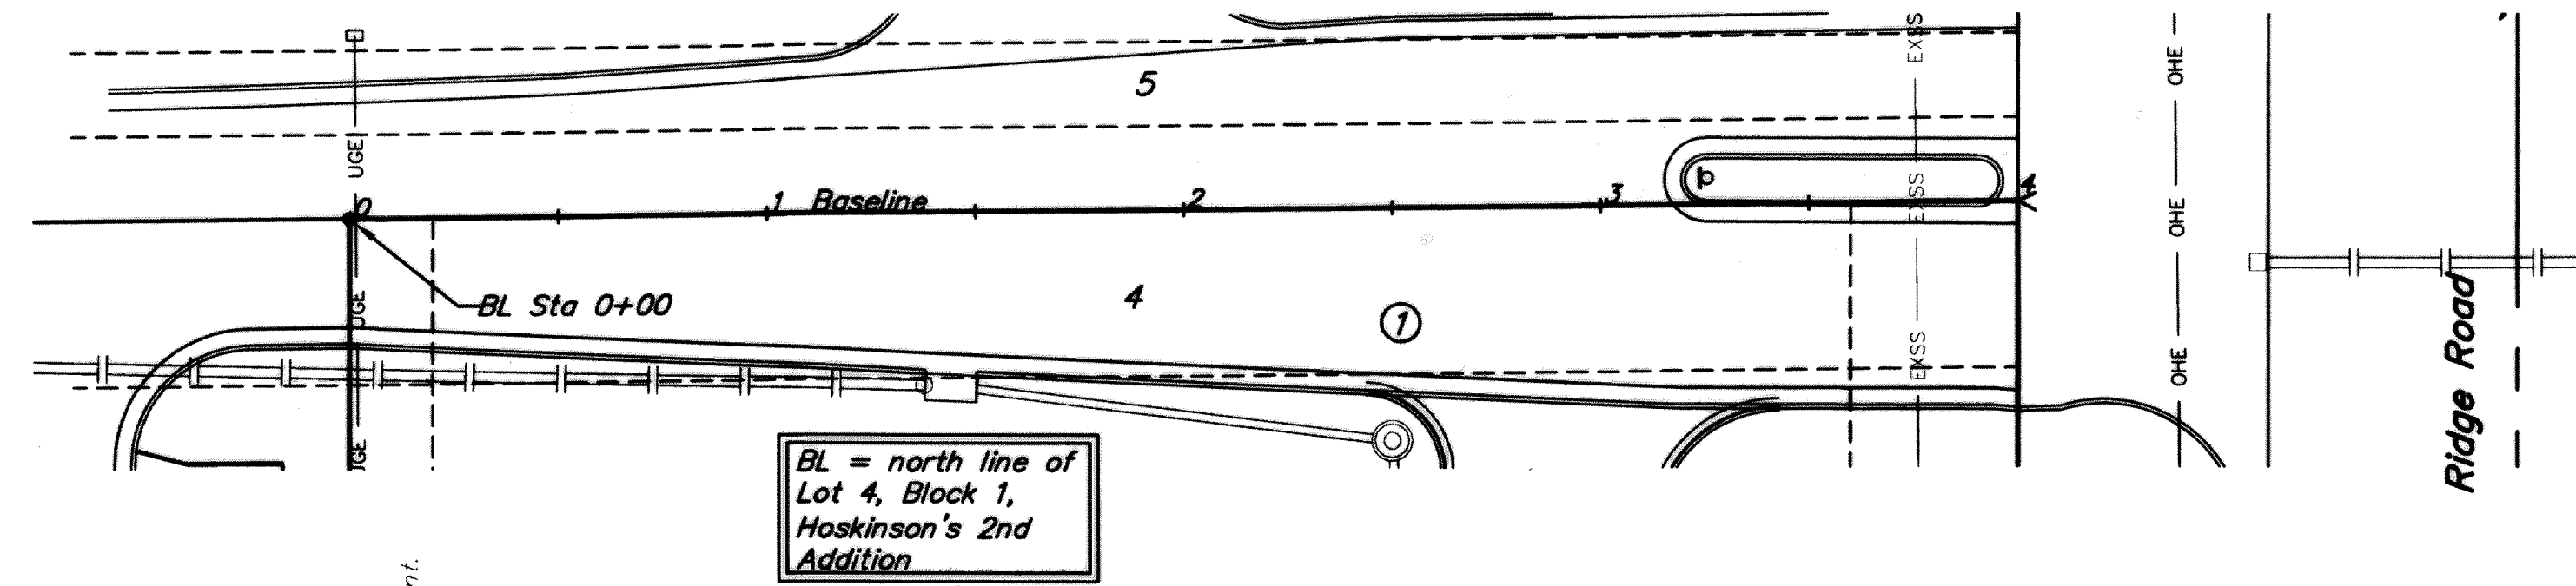 EXSS
OHE
5
UGE
EXSS
OHE
0
1 Baseline
2
3
4
BL Sta 0+00
UGE
4
1
EXSS
OHE
Ridge Road
UGE
BL = north line of
Lot 4, Block 1,
Hoskinson's 2nd
Addition
nt.